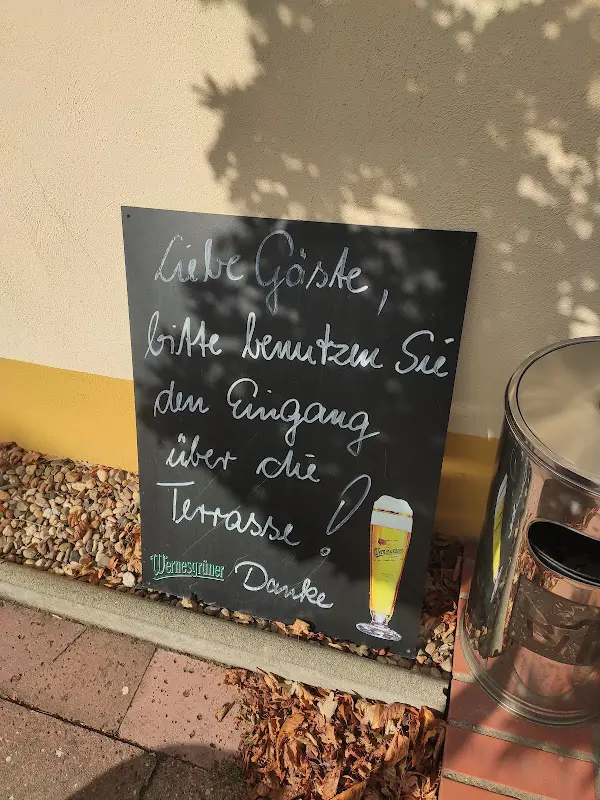 Liebe Gäste,
bitte benutzen Sie
den Eingang
über die
Terrasse!
Wernesgrüner
Danke